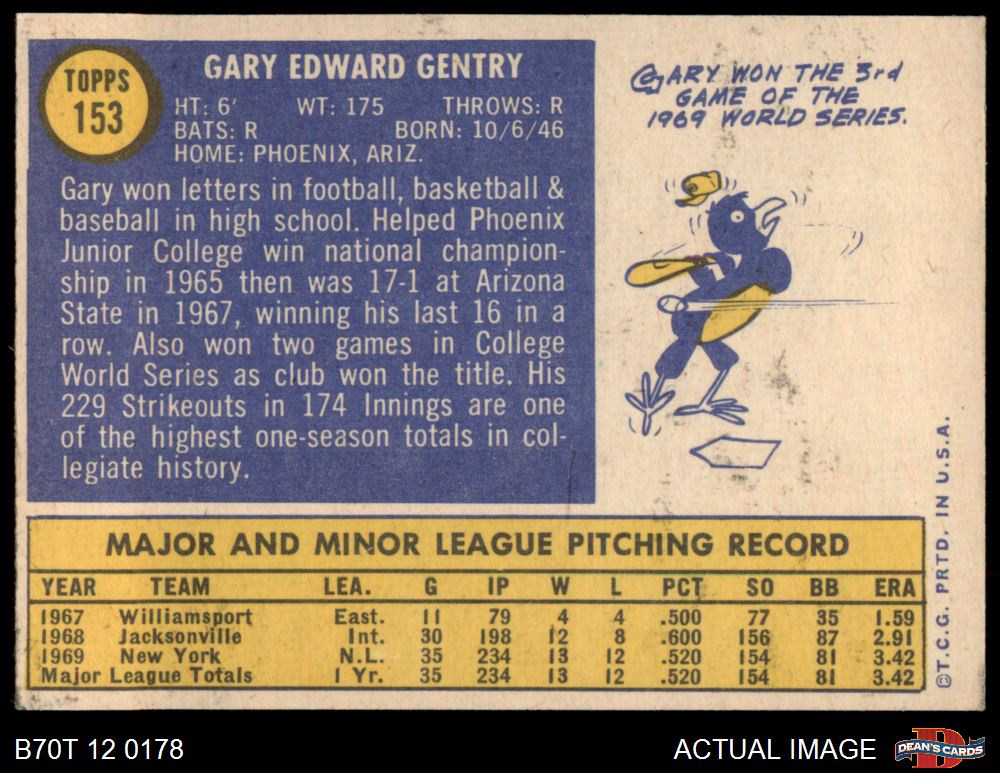 TOPPS
153
GARY EDWARD GENTRY
HT: 6' WT: 175 THROWS: R
BATS: R BORN: 10/6/46
HOME: PHOENIX, ARIZ.
Gary won letters in football, basketball &
baseball in high school. Helped Phoenix
Junior College win national champion-
ship in 1965 then was 17-1 at Arizona
State in 1967, winning his last 16 in a
row. Also won two games in College
World Series as club won the title. His
229 Strikeouts in 174 Innings are one
of the highest one-season totals in col-
legiate history.
GARY WON THE 3rd
GAME OF THE
1969 WORLD SERIES.
MAJOR AND MINOR LEAGUE PITCHING RECORD
YEAR TEAM LEA. G IP W L PCT SO BB ERA
1967 Williamsport East. 11 79 4 4 .500 77 35 1.59
1968 Jacksonville Int. 30 198 12 8 .600 156 87 2.91
1969 New York N.L. 35 234 13 12 .520 154 81 3.42
Major League Totals 1 Yr. 35 234 13 12 .520 154 81 3.42
©T.C.G. PRTD. IN U.S.A.
B70T 12 0178
ACTUAL IMAGE
D
DEAN'S CARDS